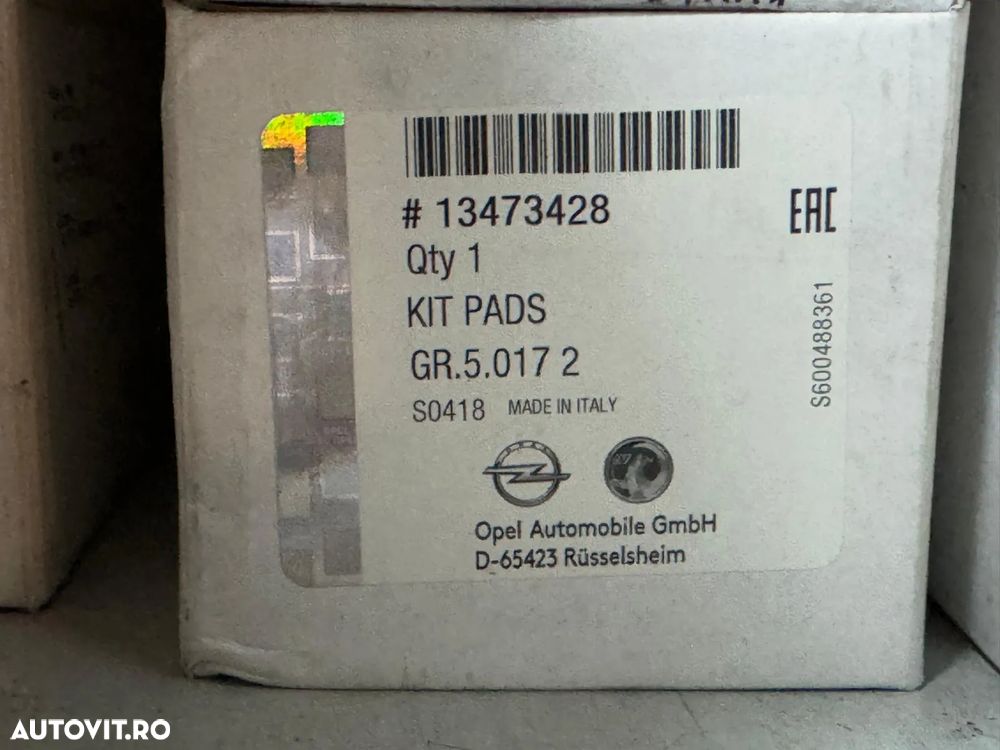 # 13473428
EAC
Qty 1
KIT PADS
GR.5.017 2
S0418 MADE IN ITALY
S600488361
Opel Automobile GmbH
D-65423 Rüsselsheim
AUTOVIT.RO